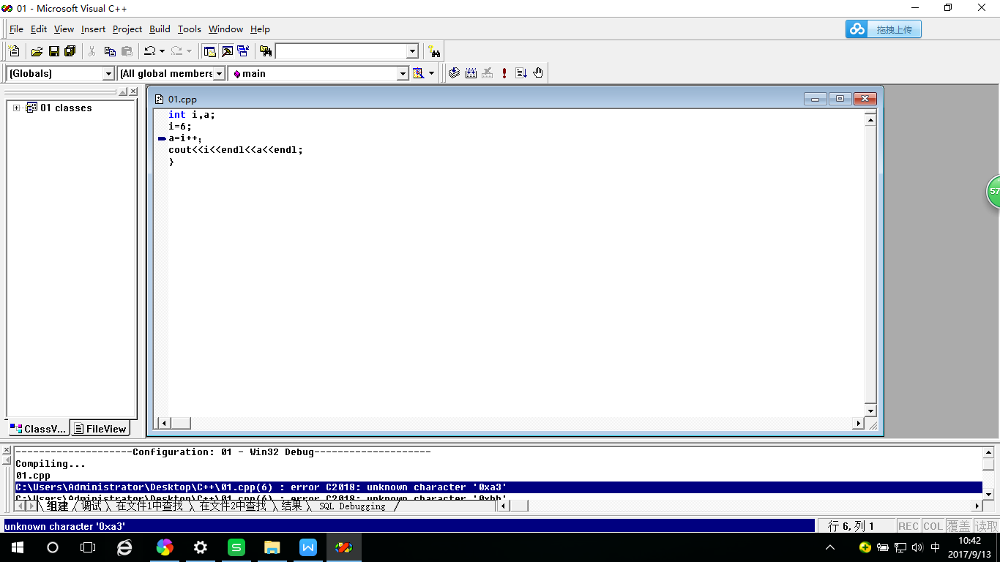 01 - Microsoft Visual C++
File Edit View Insert Project Build Tools Window Help
拖拽上传
(Globals) (All global members main
01 classes
01.cpp
int i,a;
i=6;
a=i++；
cout<<i<<endl<<a<<endl;
}
57
ClassV... FileView
--------------------Configuration: 01 - Win32 Debug--------------------
Compiling...
01.cpp
C:\Users\Administrator\Desktop\C++\01.cpp(6) : error C2018: unknown character '0xa3'
C:\Users\Administrator\Desktop\C++\01.cpp(6) : error C2018: unknown character '0xbb'
组建 调试 在文件1中查找 在文件2中查找 结果 SQL Debugging
unknown character '0xa3' 行 6, 列 1 REC COL 覆盖 读取
中 10:42
2017/9/13